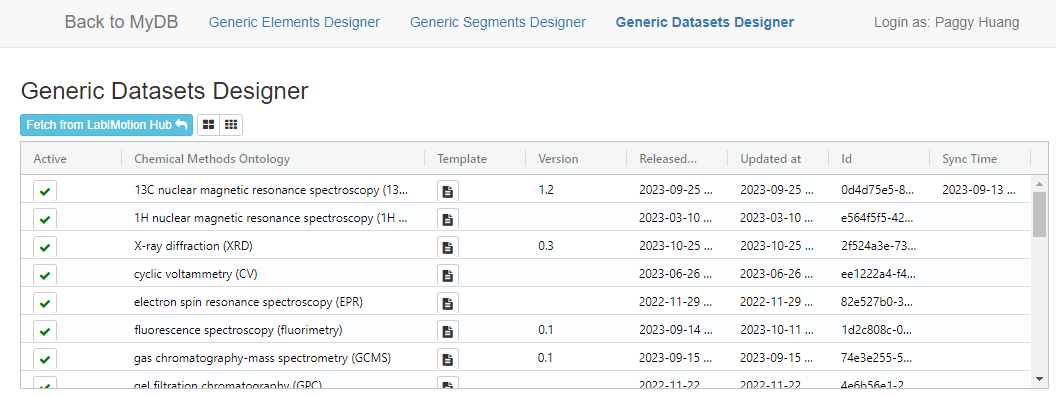 Back to MyDB Generic Elements Designer Generic Segments Designer Generic Datasets Designer Login as: Paggy Huang
Generic Datasets Designer
Fetch from LabIMotion Hub
Active Chemical Methods Ontology Template Version Released... Updated at Id Sync Time
13C nuclear magnetic resonance spectroscopy (13... 1.2 2023-09-25 ... 2023-09-25 ... 0d4d75e5-8... 2023-09-13 ...
1H nuclear magnetic resonance spectroscopy (1H ... 2023-03-10 ... 2023-03-10 ... e564f5f5-42...
X-ray diffraction (XRD) 0.3 2023-10-25 ... 2023-10-25 ... 2f524a3e-73...
cyclic voltammetry (CV) 2023-06-26 ... 2023-06-26 ... ee1222a4-f4...
electron spin resonance spectroscopy (EPR) 2022-11-29 ... 2022-11-29 ... 82e527b0-3...
fluorescence spectroscopy (fluorimetry) 0.1 2023-09-14 ... 2023-10-11 ... 1d2c808c-0...
gas chromatography-mass spectrometry (GCMS) 0.1 2023-09-15 ... 2023-09-15 ... 74e3e255-5...
gel filtration chromatography (GPC) 2022-11-22 2022-11-22 4e6b56e1-2